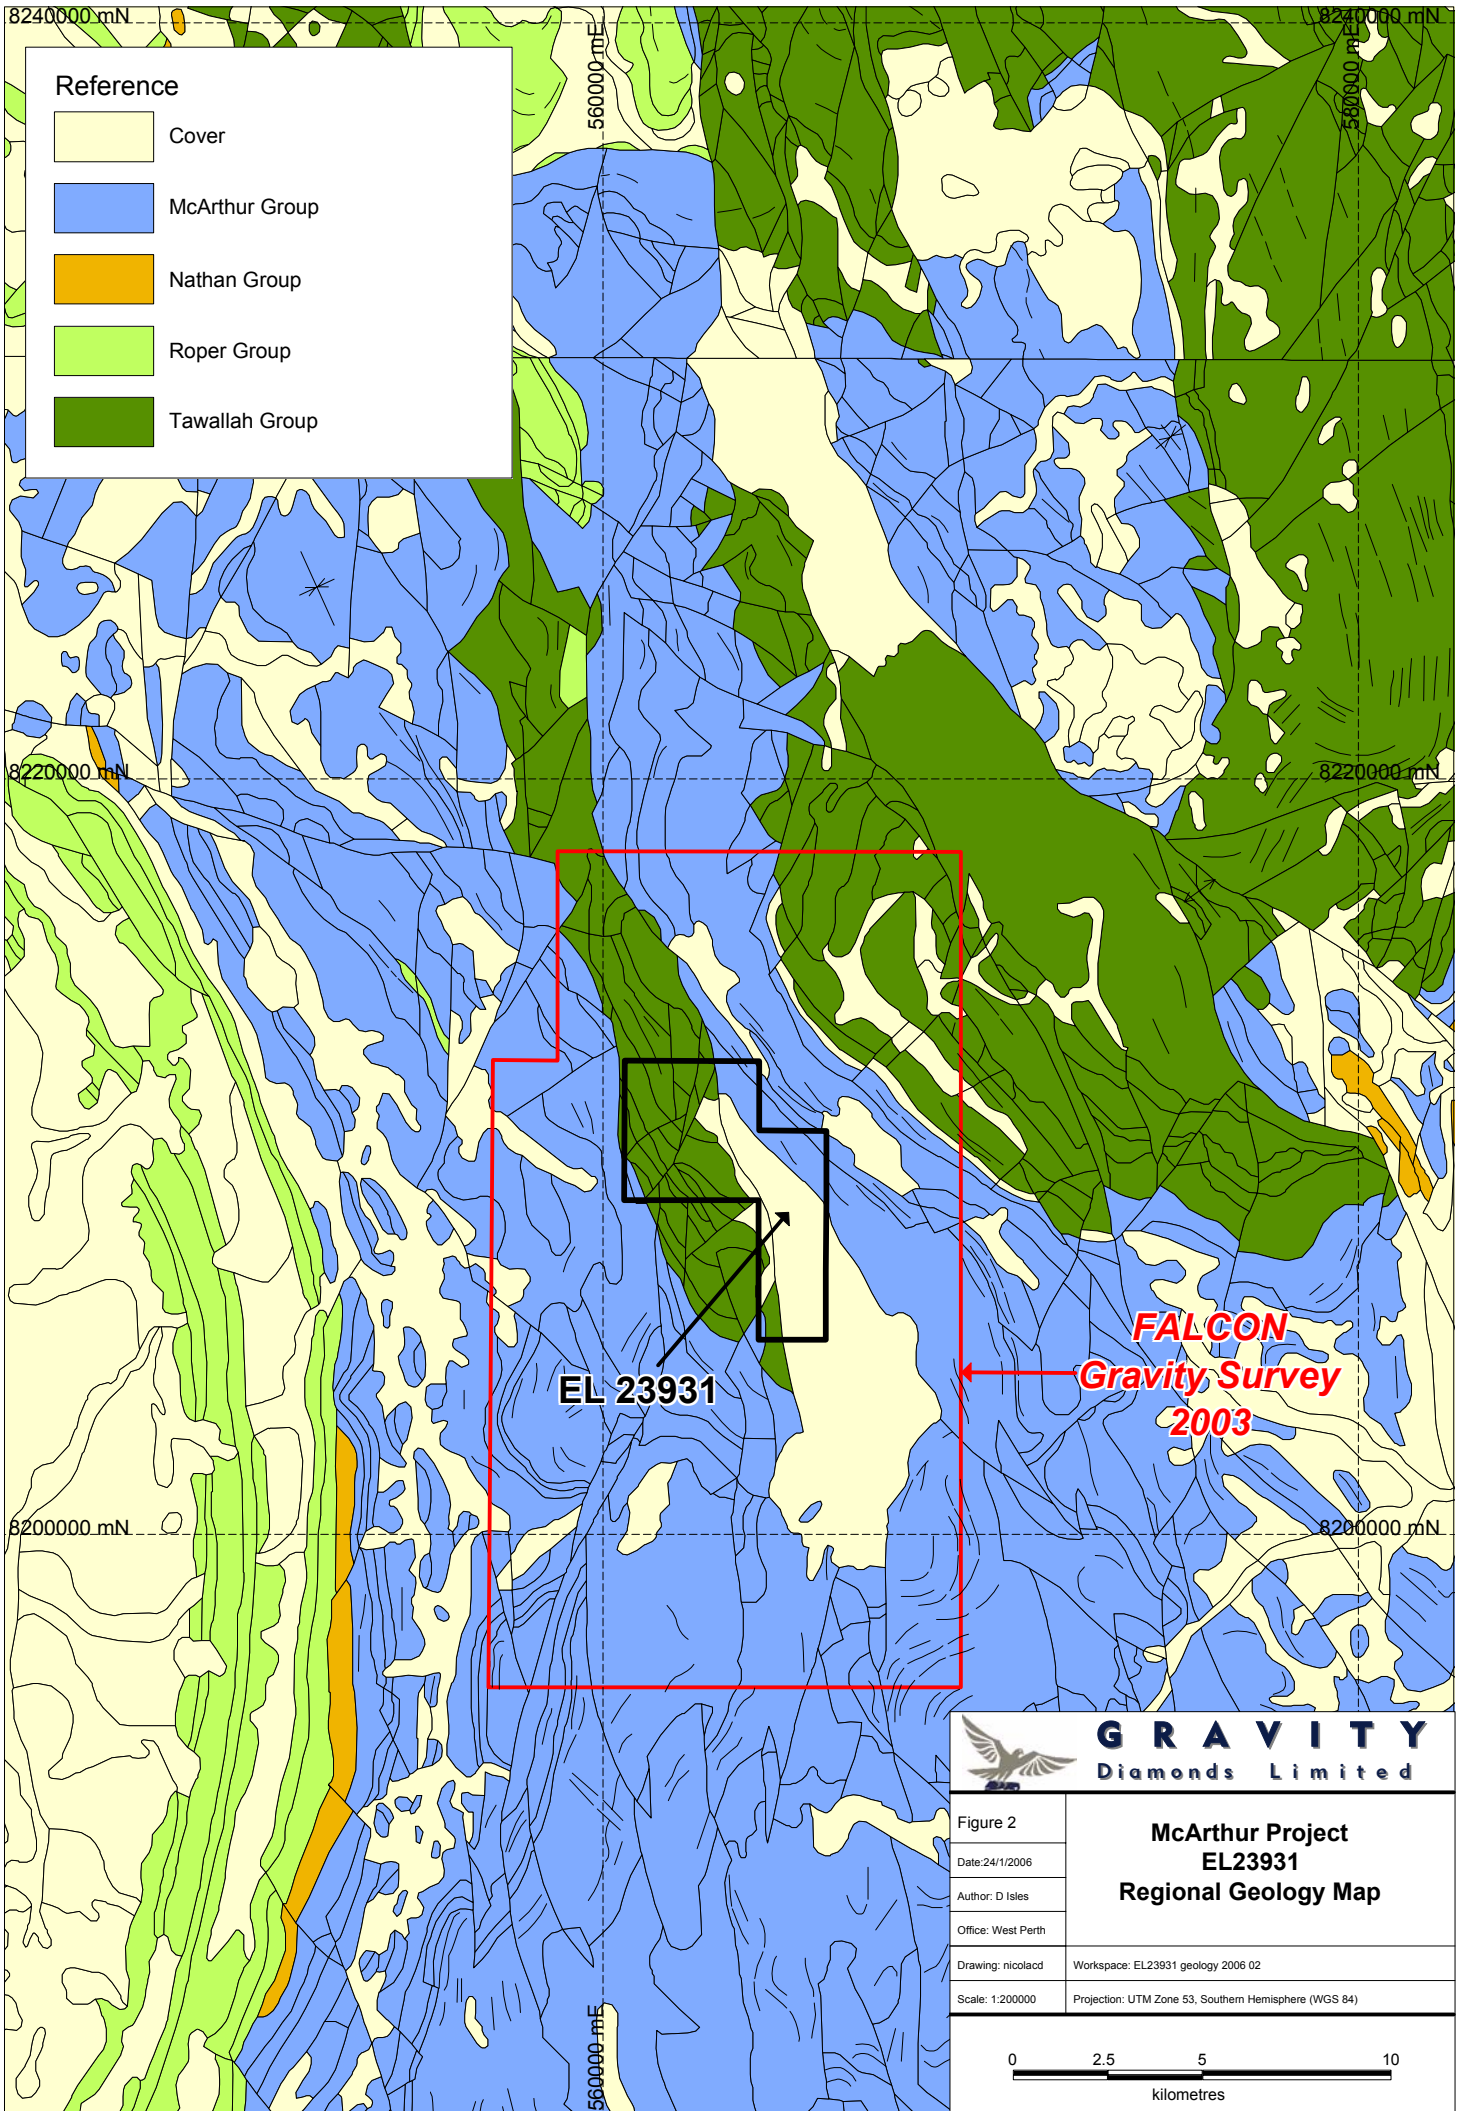 8240000 mN
8240000 mN
560000 mE
580000 mE
Reference
Cover
McArthur Group
Nathan Group
Roper Group
Tawallah Group
8220000 mN
8220000 mN
EL 23931
FALCON
Gravity Survey
2003
8200000 mN
8200000 mN
560000 mE
GRAVITY
Diamonds Limited
Figure 2
Date:24/1/2006
Author: D Isles
Office: West Perth
Drawing: nicolacd
Scale: 1:200000
McArthur Project
EL23931
Regional Geology Map
Workspace: EL23931 geology 2006 02
Projection: UTM Zone 53, Southern Hemisphere (WGS 84)
0 2.5 5 10
kilometres